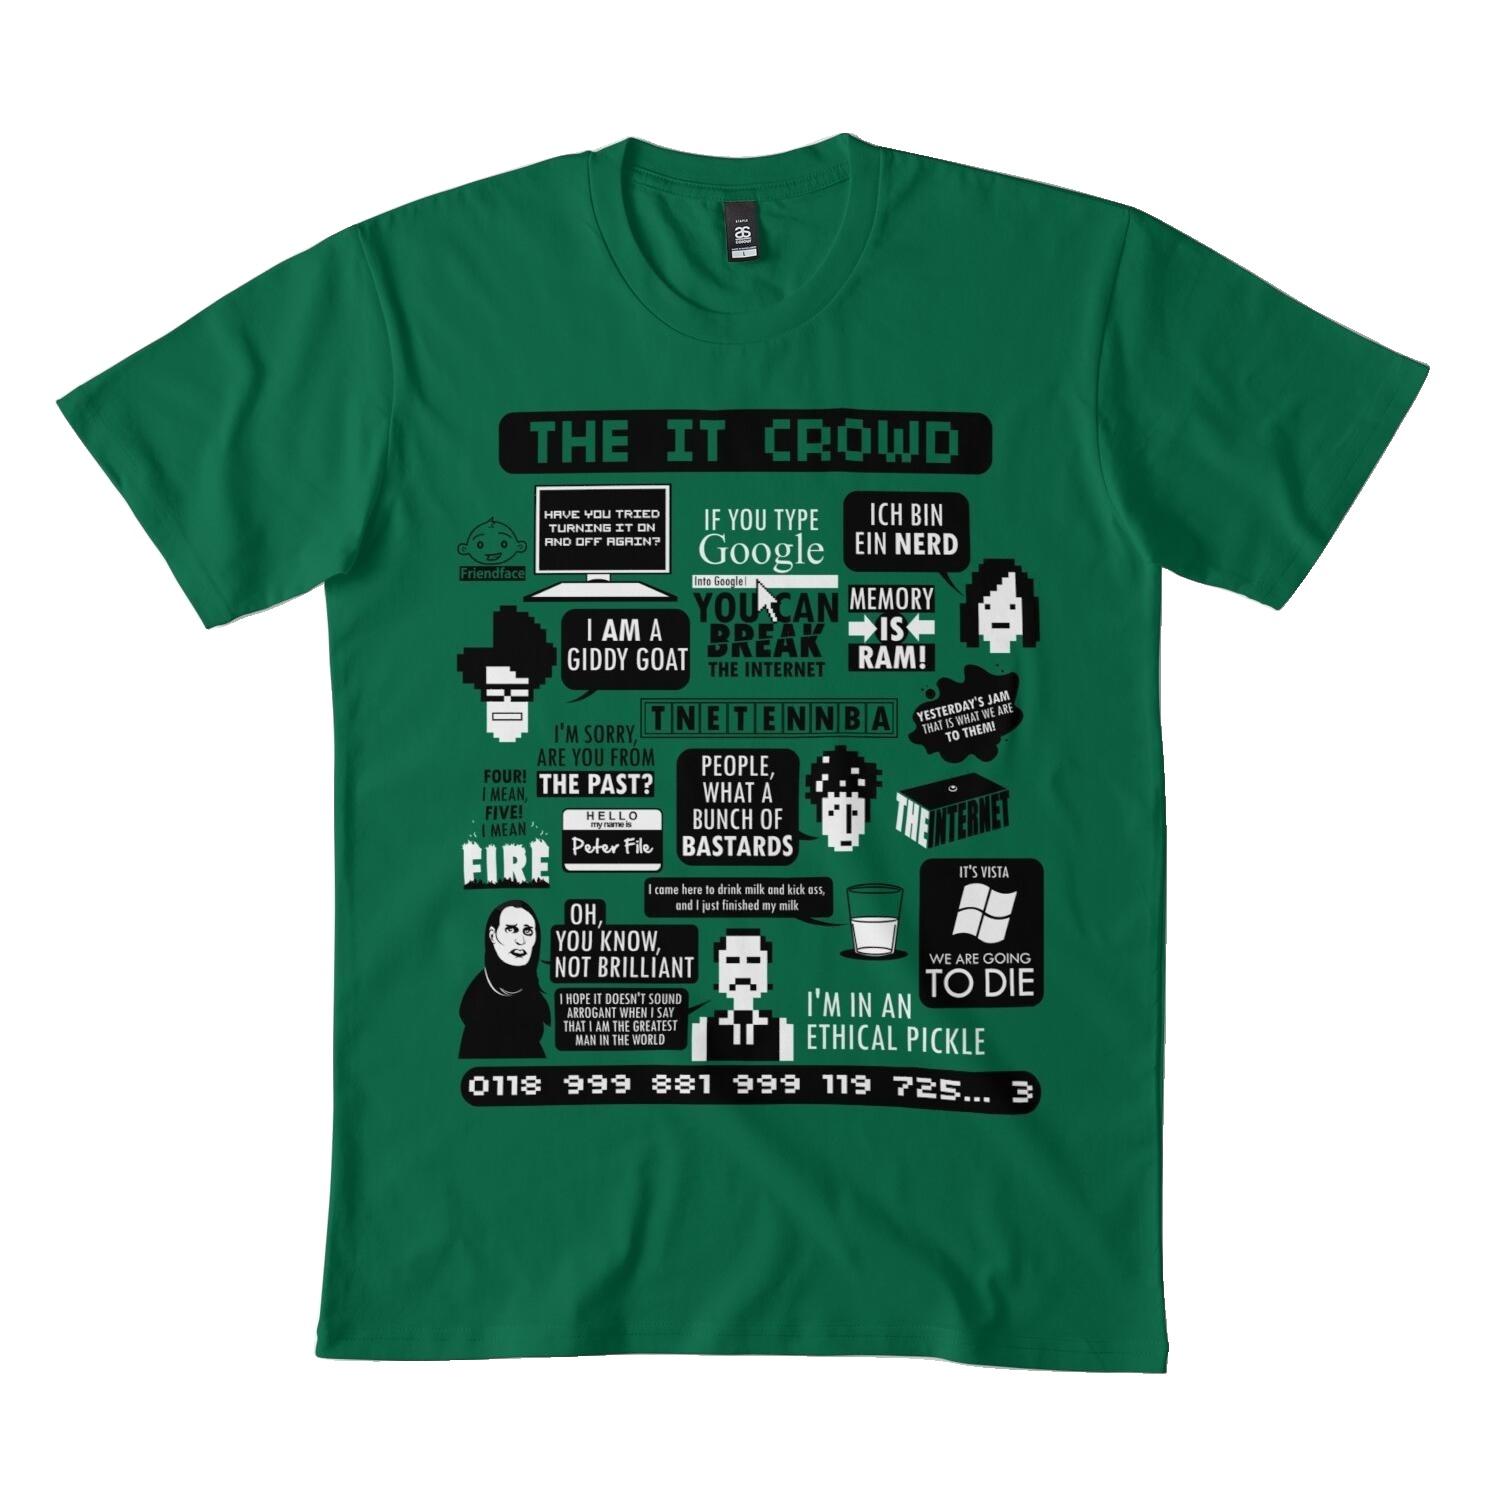 STAPLE
as
colour
L
THE IT CROWD
HAVE YOU TRIED
TURNING IT ON
AND OFF AGAIN?
Friendface
IF YOU TYPE
Google
Into Google|
YOU CAN
BREAK
THE INTERNET
ICH BIN
EIN NERD
MEMORY
IS
RAM!
I AM A
GIDDY GOAT
TNETENNBA
YESTERDAY'S JAM
THAT IS WHAT WE ARE
TO THEM!
I'M SORRY,
ARE YOU FROM
THE PAST?
FOUR!
I MEAN,
FIVE!
I MEAN
FIRE
HELLO
my name is
Peter File
PEOPLE,
WHAT A
BUNCH OF
BASTARDS
THE INTERNET
I came here to drink milk and kick ass,
and I just finished my milk
IT'S VISTA
WE ARE GOING
TO DIE
OH,
YOU KNOW,
NOT BRILLIANT
I HOPE IT DOESN'T SOUND
ARROGANT WHEN I SAY
THAT I AM THE GREATEST
MAN IN THE WORLD
I'M IN AN
ETHICAL PICKLE
0118 999 881 999 119 725... 3